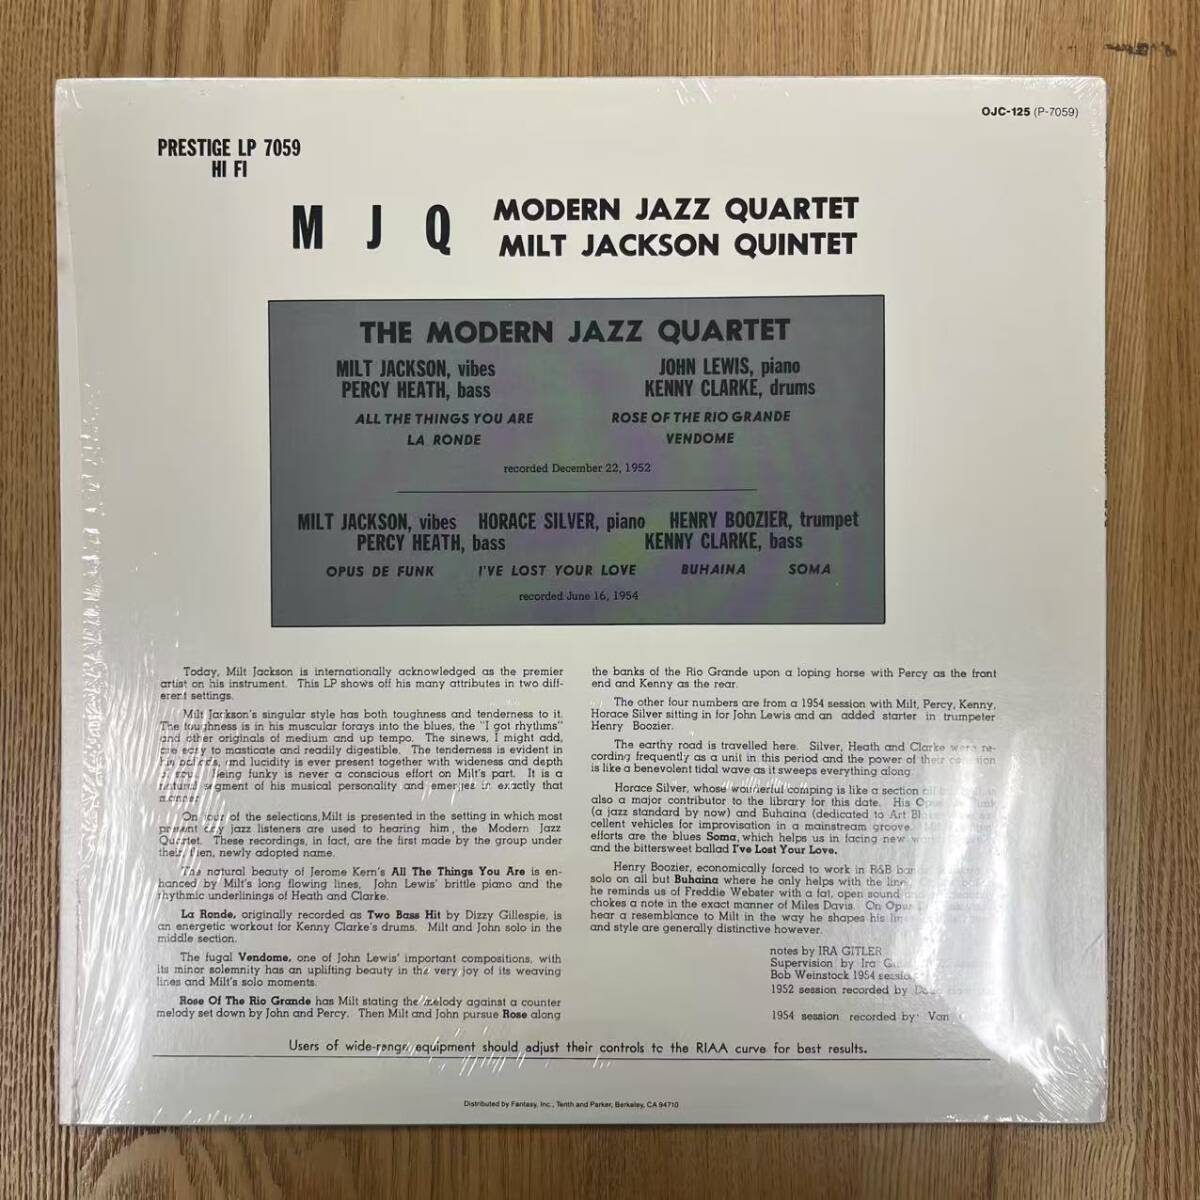 OJC-125 (P-7059)
PRESTIGE LP 7059
HI FI
M J Q
MODERN JAZZ QUARTET
MILT JACKSON QUINTET
THE MODERN JAZZ QUARTET
MILT JACKSON, vibes JOHN LEWIS, piano
PERCY HEATH, bass KENNY CLARKE, drums
ALL THE THINGS YOU ARE ROSE OF THE RIO GRANDE
LA RONDE VENDOME
recorded December 22, 1952
MILT JACKSON, vibes HORACE SILVER, piano HENRY BOOZIER, trumpet
PERCY HEATH, bass KENNY CLARKE, bass
OPUS DE FUNK I'VE LOST YOUR LOVE BUHAINA SOMA
recorded June 16, 1954
Today, Milt Jackson is internationally acknowledged as the premier
artist on his instrument. This LP shows off his many attributes in two diff-
erent settings.
Milt Jackson's singular style has both toughness and tenderness to it.
The toughness is in his muscular forays into the blues, the "I got rhythms"
and other originals of medium and up tempo. The sinews, I might add,
are easy to masticate and readily digestible. The tenderness is evident in
his ballads, and lucidity is ever present together with wideness and depth
of soul. Being funky is never a conscious effort on Milt's part. It is a
natural segment of his musical personality and emerges in exactly that
manner.
On four of the selections, Milt is presented in the setting in which most
present day jazz listeners are used to hearing him, the Modern Jazz
Quartet. These recordings, in fact, are the first made by the group under
their, then, newly adopted name.
The natural beauty of Jerome Kern's All The Things You Are is en-
hanced by Milt's long flowing lines, John Lewis' brittle piano and the
rhythmic underlinings of Heath and Clarke.
La Ronde, originally recorded as Two Bass Hit by Dizzy Gillespie, is
an energetic workout for Kenny Clarke's drums. Milt and John solo in the
middle section.
The fugal Vendome, one of John Lewis' important compositions, with
its minor solemnity has an uplifting beauty in the very joy of its weaving
lines and Milt's solo moments.
Rose Of The Rio Grande has Milt stating the melody against a counter
melody set down by John and Percy. Then Milt and John pursue Rose along
the banks of the Rio Grande upon a loping horse with Percy as the front
end and Kenny as the rear.
The other four numbers are from a 1954 session with Milt, Percy, Kenny,
Horace Silver sitting in for John Lewis and an added starter in trumpeter
Henry Boozier.
The earthy road is travelled here. Silver, Heath and Clarke were re-
cording frequently as a unit in this period and the power of their
is like a benevolent tidal wave as it sweeps everything along.
Horace Silver, whose wonderful comping is like a section
also a major contributor to the library for this date. His Opus
(a jazz standard by now) and Buhaina (dedicated to Art
cellent vehicles for improvisation in a mainstream groove.
efforts are the blues Soma, which helps us in facing new
and the bittersweet ballad I've Lost Your Love.
Henry Boozier, economically forced to work in R&B
solo on all but Buhaina where he only helps with the line,
he reminds us of Freddie Webster with a fat, open sound
chokes a note in the exact manner of Miles Davis. On Opus
hear a resemblance to Milt in the way he shapes his
and style are generally distinctive however.
notes by IRA GITLER
Supervision by Ira
Bob Weinstock 1954
1952 session recorded by
1954 session recorded by Van
Users of wide-range equipment should adjust their controls to the RIAA curve for best results.
Distributed by Fantasy, Inc., Tenth and Parker, Berkeley, CA 94710